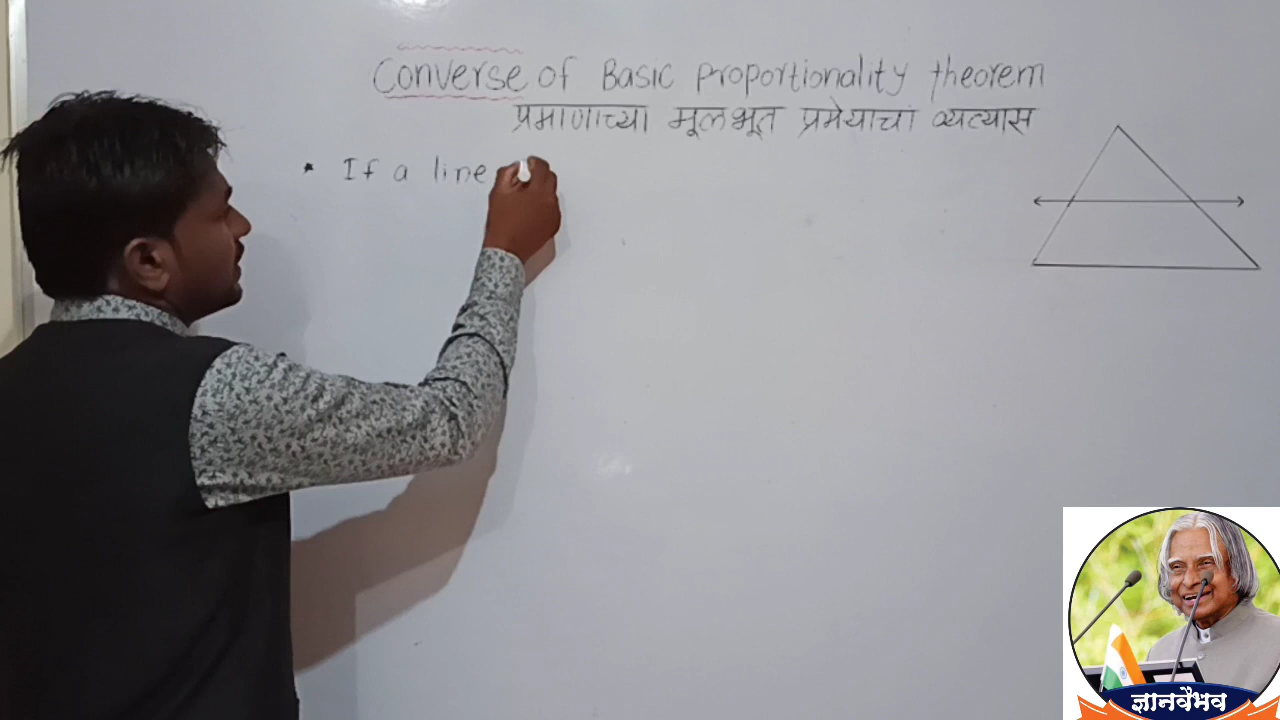 Converse of Basic proportionality theorem
प्रमाणाच्या मूलभूत प्रमेयाचा व्यत्यास
* If a line
ज्ञानवैभव